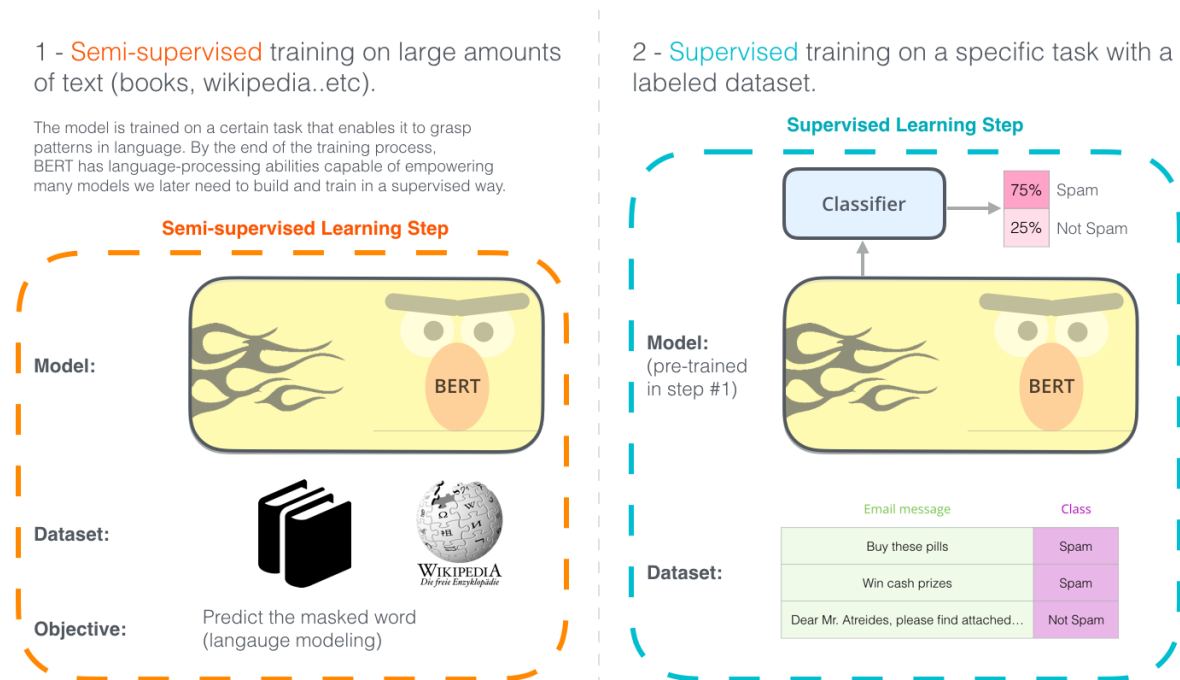 1 - Semi-supervised training on large amounts
of text (books, wikipedia..etc).
The model is trained on a certain task that enables it to grasp
patterns in language. By the end of the training process,
BERT has language-processing abilities capable of empowering
many models we later need to build and train in a supervised way.
Semi-supervised Learning Step
Model:
BERT
Dataset:
WIKIPEDIA
Die freie Enzyklopädie
Objective:
Predict the masked word
(langauge modeling)
2 - Supervised training on a specific task with a
labeled dataset.
Supervised Learning Step
Classifier
75% Spam
25% Not Spam
Model:
(pre-trained
in step #1)
BERT
Dataset:
Email message Class
Buy these pills Spam
Win cash prizes Spam
Dear Mr. Atreides, please find attached... Not Spam